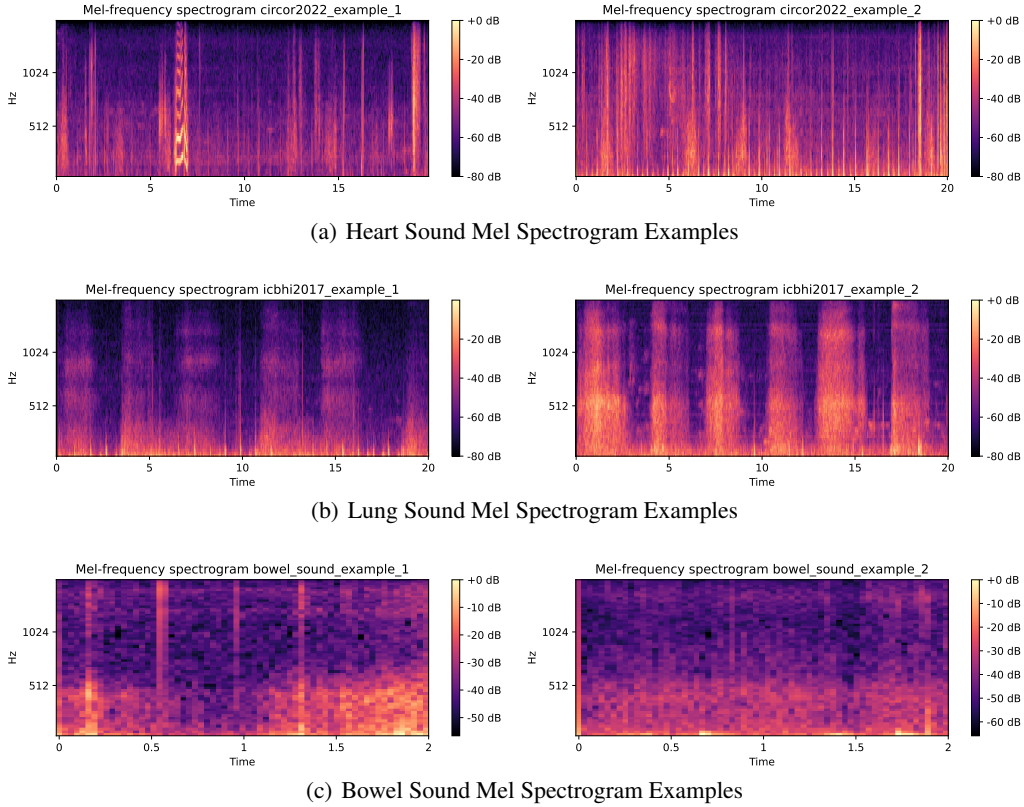 Mel-frequency spectrogram circor2022_example_1
+0 dB
-20 dB
-40 dB
-60 dB
-80 dB
1024
512
Hz
0 5 10 15
Time
Mel-frequency spectrogram circor2022_example_2
+0 dB
-20 dB
-40 dB
-60 dB
-80 dB
1024
512
Hz
0 5 10 15 20
Time
(a) Heart Sound Mel Spectrogram Examples
Mel-frequency spectrogram icbhi2017_example_1
-20 dB
-40 dB
-60 dB
-80 dB
1024
512
Hz
0 5 10 15 20
Time
Mel-frequency spectrogram icbhi2017_example_2
+0 dB
-20 dB
-40 dB
-60 dB
-80 dB
1024
512
Hz
0 5 10 15 20
Time
(b) Lung Sound Mel Spectrogram Examples
Mel-frequency spectrogram bowel_sound_example_1
+0 dB
-10 dB
-20 dB
-30 dB
-40 dB
-50 dB
1024
512
Hz
0 0.5 1 1.5 2
Time
Mel-frequency spectrogram bowel_sound_example_2
+0 dB
-10 dB
-20 dB
-30 dB
-40 dB
-50 dB
-60 dB
1024
512
Hz
0 0.5 1 1.5 2
Time
(c) Bowel Sound Mel Spectrogram Examples